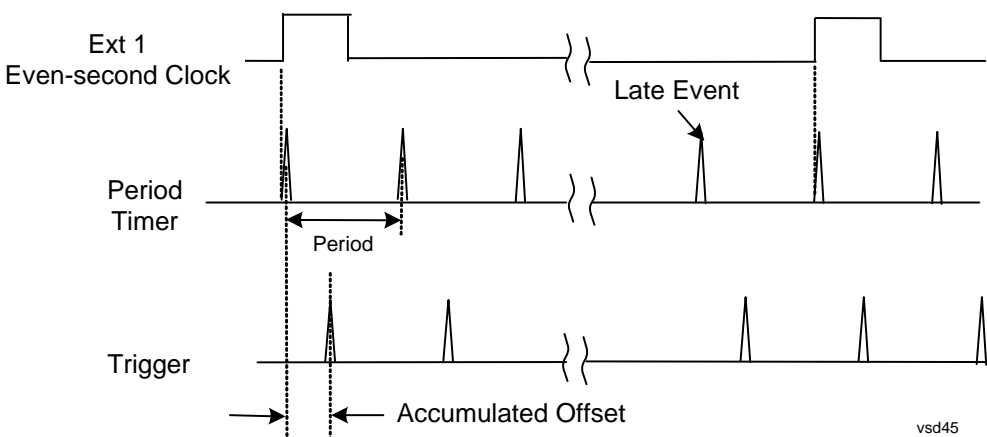 Ext 1
Even-second Clock
Late Event
Period
Timer
Period
Trigger
Accumulated Offset
vsd45